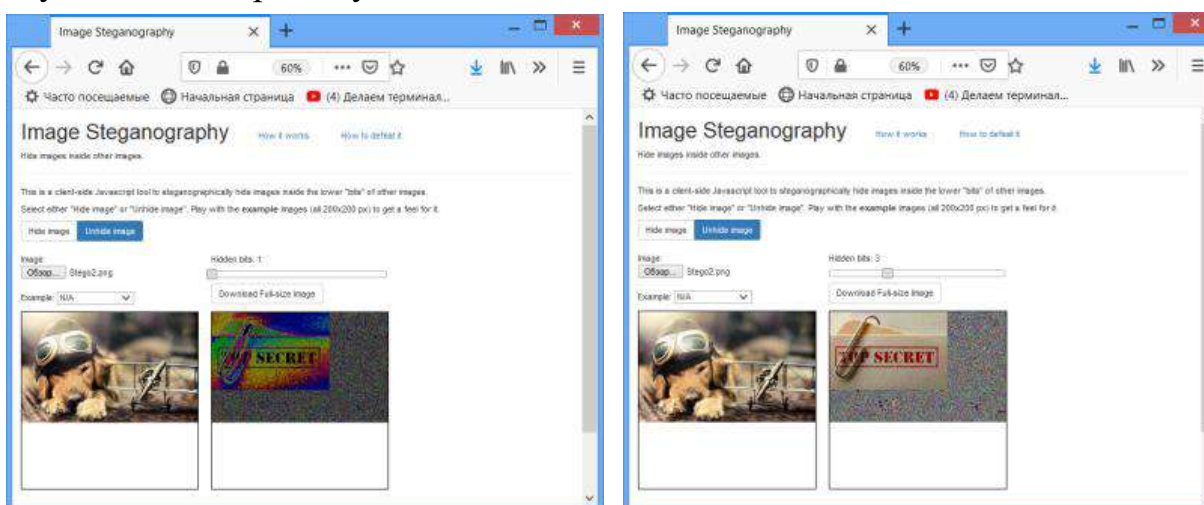 Image Steganography
60%
Часто посещаемые Начальная страница (4) Делаем терминал...
Image Steganography How it works How to defeat it
Hide images inside other images.
This is a client-side Javascript tool to steganographically hide images inside the lower "bits" of other images.
Select either "Hide image" or "Unhide image". Play with the example images (all 200x200 px) to get a feel for it.
Hide image Unhide image
Image: Hidden bits: 1
Обзор... Stego2.png
Example: N/A Download Full-size Image
TOP SECRET
Image Steganography
60%
Часто посещаемые Начальная страница (4) Делаем терминал...
Image Steganography How it works How to defeat it
Hide images inside other images.
This is a client-side Javascript tool to steganographically hide images inside the lower "bits" of other images.
Select either "Hide image" or "Unhide image". Play with the example images (all 200x200 px) to get a feel for it.
Hide image Unhide image
Image: Hidden bits: 3
Обзор... Stego2.png
Example: N/A Download Full-size Image
TOP SECRET